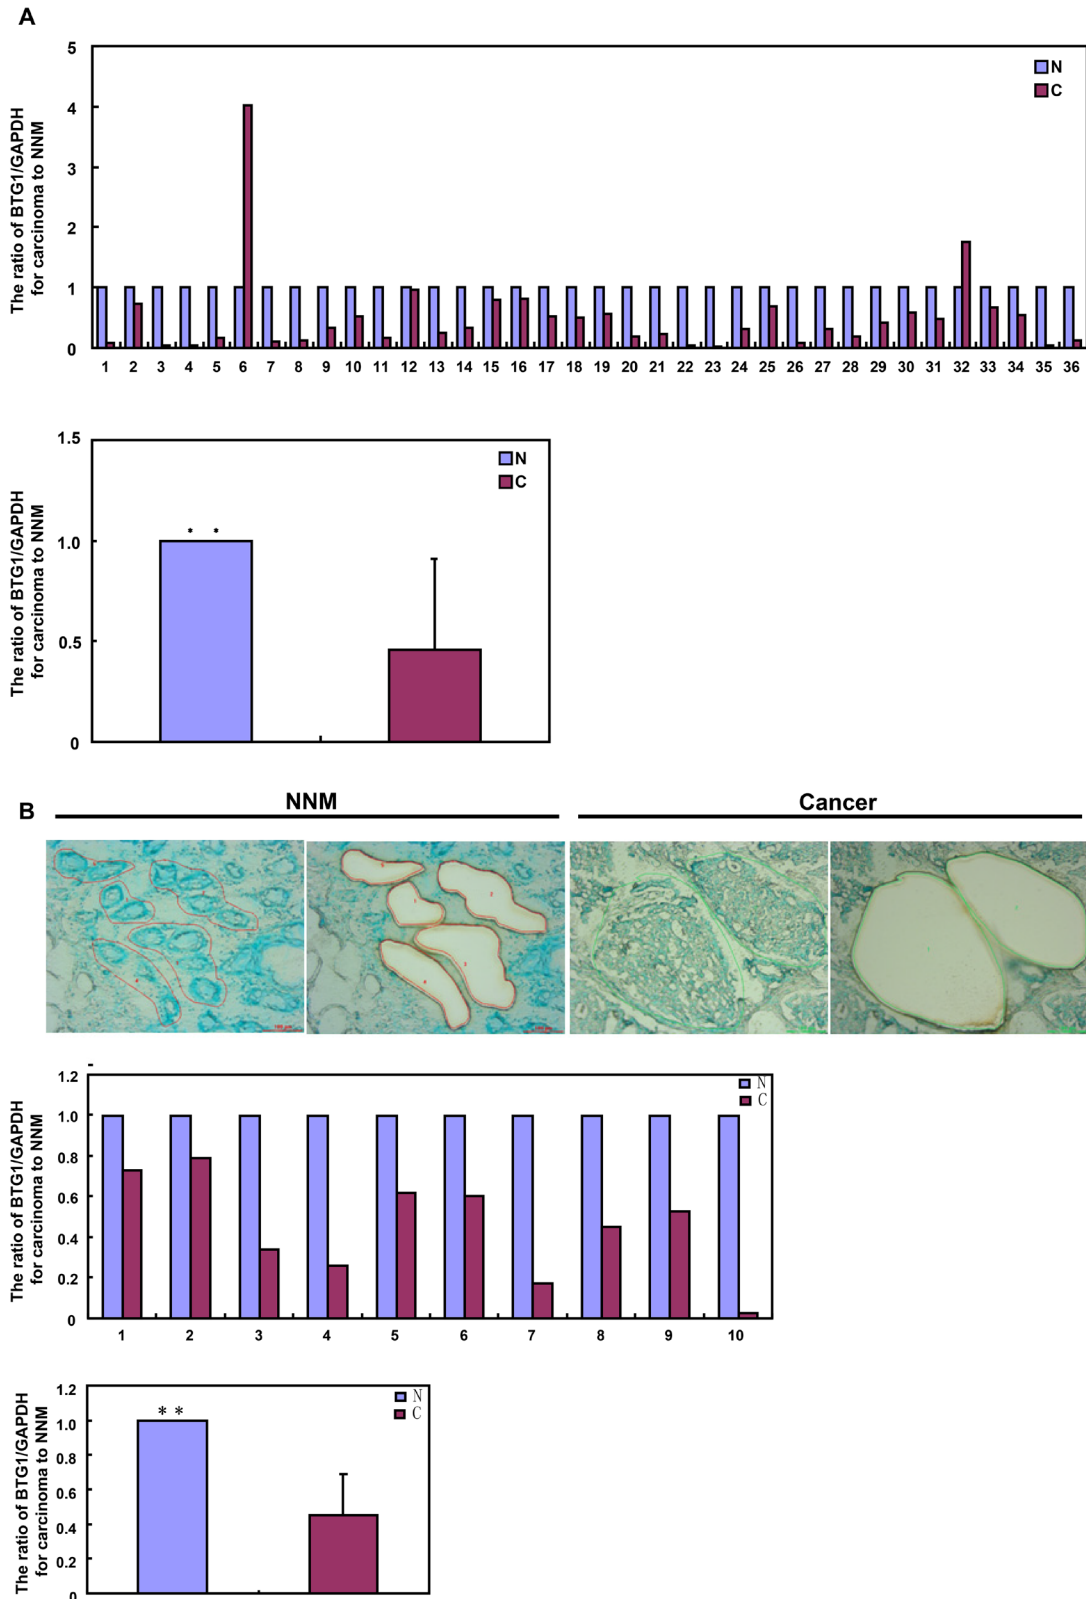 A
The ratio of BTG1/GAPDH
for carcinoma to NNM
5
4
3
2
1
0
N
C
1 2 3 4 5 6 7 8 9 10 11 12 13 14 15 16 17 18 19 20 21 22 23 24 25 26 27 28 29 30 31 32 33 34 35 36
The ratio of BTG1/GAPDH
for carcinoma to NNM
1.5
1.0
0.5
0
* *
N
C
B
NNM
Cancer
The ratio of BTG1/GAPDH
for carcinoma to NNM
1.2
1.0
0.8
0.6
0.4
0.2
0
N
C
1 2 3 4 5 6 7 8 9 10
The ratio of BTG1/GAPDH
for carcinoma to NNM
1.2
1.0
0.8
0.6
0.4
0.2
0
**
N
C